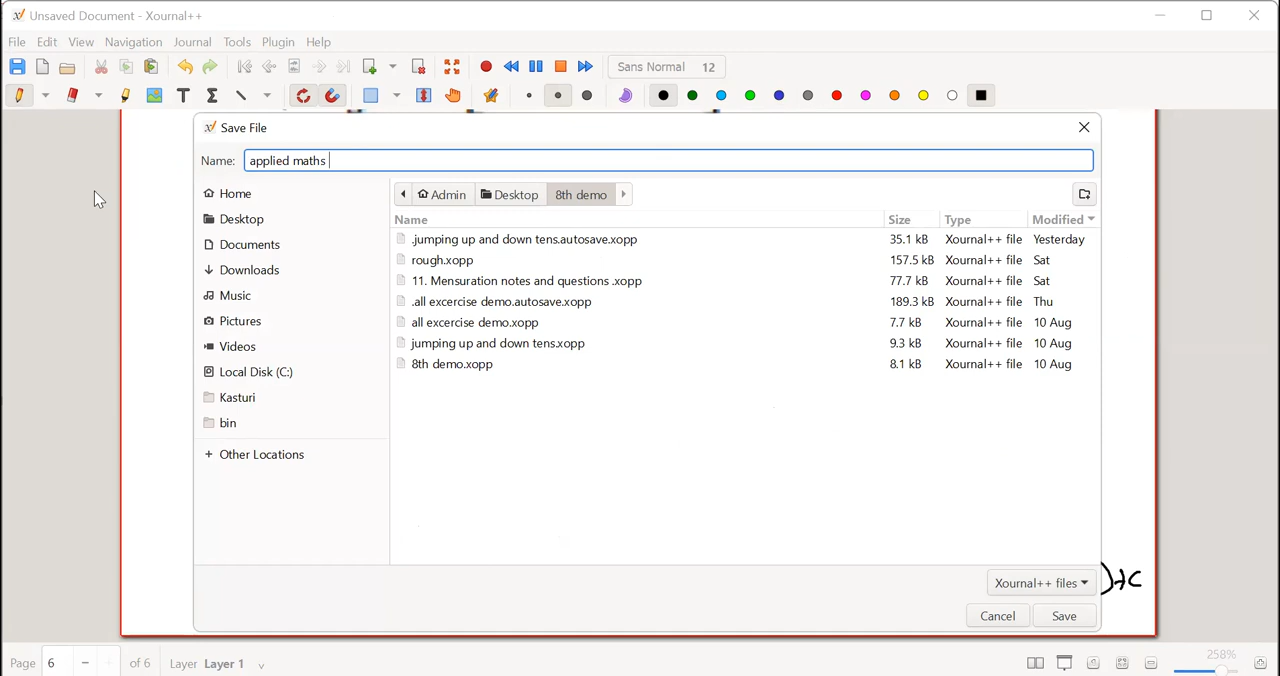 Unsaved Document - Xournal++
File Edit View Navigation Journal Tools Plugin Help
Sans Normal 12
Save File
Name: applied maths
Home
Desktop
Documents
Downloads
Music
Pictures
Videos
Local Disk (C:)
Kasturi
bin
+ Other Locations
Admin Desktop 8th demo
Name Size Type Modified
.jumping up and down tens.autosave.xopp 35.1 kB Xournal++ file Yesterday
rough.xopp 157.5 kB Xournal++ file Sat
11. Mensuration notes and questions .xopp 77.7 kB Xournal++ file Sat
.all excercise demo.autosave.xopp 189.3 kB Xournal++ file Thu
all excercise demo.xopp 7.7 kB Xournal++ file 10 Aug
jumping up and down tens.xopp 9.3 kB Xournal++ file 10 Aug
8th demo.xopp 8.1 kB Xournal++ file 10 Aug
Xournal++ files
)+c
Cancel Save
Page 6 of 6 Layer Layer 1 258%